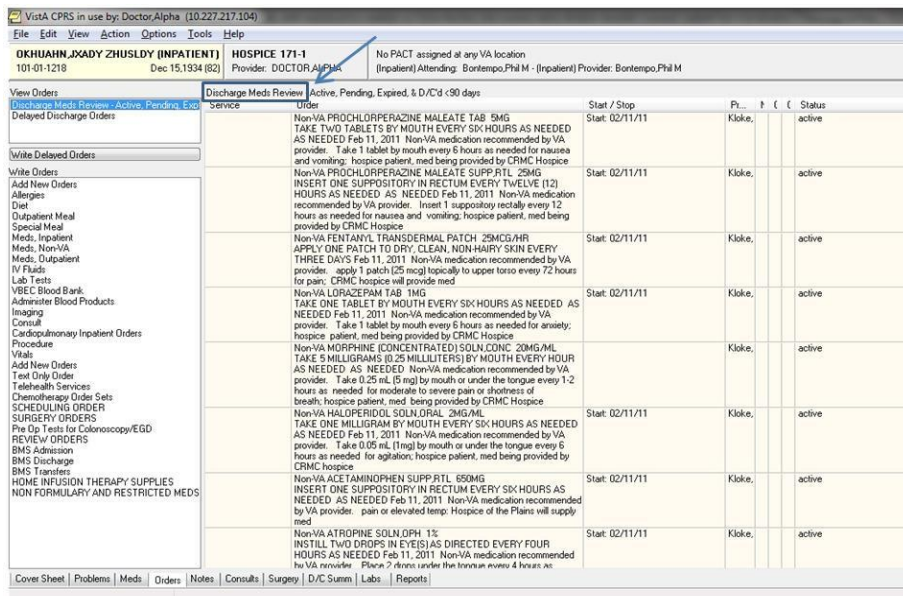 VistA CPRS in use by: Doctor,Alpha (10.227.217.104)
File Edit View Action Options Tools Help
OKHUAHN,JXADY ZHUSLDY (INPATIENT)
101-01-1218 Dec 15,1934 (82)
HOSPICE 171-1
Provider: DOCTOR,ALPHA
No PACT assigned at any VA location
(Inpatient) Attending: Bontempo,Phil M - (Inpatient) Provider: Bontempo,Phil M
View Orders
Discharge Meds Review - Active, Pending, Exp
Delayed Discharge Orders
Write Delayed Orders
Write Orders
Add New Orders
Allergies
Diet
Outpatient Meal
Special Meal
Meds, Inpatient
Meds, Non-VA
Meds, Outpatient
IV Fluids
Lab Tests
VBEC Blood Bank
Administer Blood Products
Imaging
Consult
Cardiopulmonary Inpatient Orders
Procedure
Vitals
Add New Orders
Text Only Order
Telehealth Services
Chemotherapy Order Sets
SCHEDULING ORDER
SURGERY ORDERS
Pre Op Tests for Colonoscopy/EGD
REVIEW ORDERS
BMS Admission
BMS Discharge
BMS Transfers
HOME INFUSION THERAPY SUPPLIES
NON FORMULARY AND RESTRICTED MEDS
Discharge Meds Review Active, Pending, Expired, & D/C'd <90 days
Service Order Start / Stop Pr... Status
Non-VA PROCHLORPERAZINE MALEATE TAB 5MG Start: 02/11/11 Kloke, active
TAKE TWO TABLETS BY MOUTH EVERY SIX HOURS AS NEEDED
AS NEEDED Feb 11, 2011 Non-VA medication recommended by VA
provider. Take 1 tablet by mouth every 6 hours as needed for nausea
and vomiting; hospice patient, med being provided by CRMC Hospice
Non-VA PROCHLORPERAZINE MALEATE SUPP,RTL 25MG Start: 02/11/11 Kloke, active
INSERT ONE SUPPOSITORY IN RECTUM EVERY TWELVE (12)
HOURS AS NEEDED AS NEEDED Feb 11, 2011 Non-VA medication
recommended by VA provider. Insert 1 suppository rectally every 12
hours as needed for nausea and vomiting; hospice patient, med being
provided by CRMC Hospice
Non-VA FENTANYL TRANSDERMAL PATCH 25MCG/HR Start: 02/11/11 Kloke, active
APPLY ONE PATCH TO DRY, CLEAN, NON-HAIRY SKIN EVERY
THREE DAYS Feb 11, 2011 Non-VA medication recommended by VA
provider. apply 1 patch (25 mcg) topically to upper torso every 72 hours
for pain; CRMC hospice will provide med
Non-VA LORAZEPAM TAB 1MG Start: 02/11/11 Kloke, active
TAKE ONE TABLET BY MOUTH EVERY SIX HOURS AS NEEDED AS
NEEDED Feb 11, 2011 Non-VA medication recommended by VA
provider. Take 1 tablet by mouth every 6 hours as needed for anxiety;
hospice patient, med being provided by CRMC Hospice
Non-VA MORPHINE (CONCENTRATED) SOLN,CONC 20MG/ML Start: 02/11/11 Kloke, active
TAKE 5 MILLIGRAMS (0.25 MILLILITERS) BY MOUTH EVERY HOUR
AS NEEDED AS NEEDED Non-VA medication recommended by VA
provider. Take 0.25 mL (5 mg) by mouth or under the tongue every 1-2
hours as needed for moderate to severe pain or shortness of
breath; hospice patient, med being provided by CRMC Hospice
Non-VA HALOPERIDOL SOLN,ORAL 2MG/ML Start: 02/11/11 Kloke, active
TAKE ONE MILLIGRAM BY MOUTH EVERY SIX HOURS AS NEEDED
AS NEEDED Feb 11, 2011 Non-VA medication recommended by VA
provider. Take 0.05 mL (1mg) by mouth or under the tongue every 6
hours as needed for agitation; hospice patient, med being provided by
CRMC hospice
Non-VA ACETAMINOPHEN SUPP,RTL 650MG Start: 02/11/11 Kloke, active
INSERT ONE SUPPOSITORY IN RECTUM EVERY SIX HOURS AS
NEEDED AS NEEDED Feb 11, 2011 Non-VA medication recommended
by VA provider. pain or elevated temp: Hospice of the Plains will supply
med
Non-VA ATROPINE SOLN,OPH 1% Start: 02/11/11 Kloke, active
INSTILL TWO DROPS IN EYE(S) AS DIRECTED EVERY FOUR
HOURS AS NEEDED Feb 11, 2011 Non-VA medication recommended
by VA provider. Place 2 drops under the tongue every 4 hours as
Cover Sheet Problems Meds Orders Notes Consults Surgery D/C Summ Labs Reports